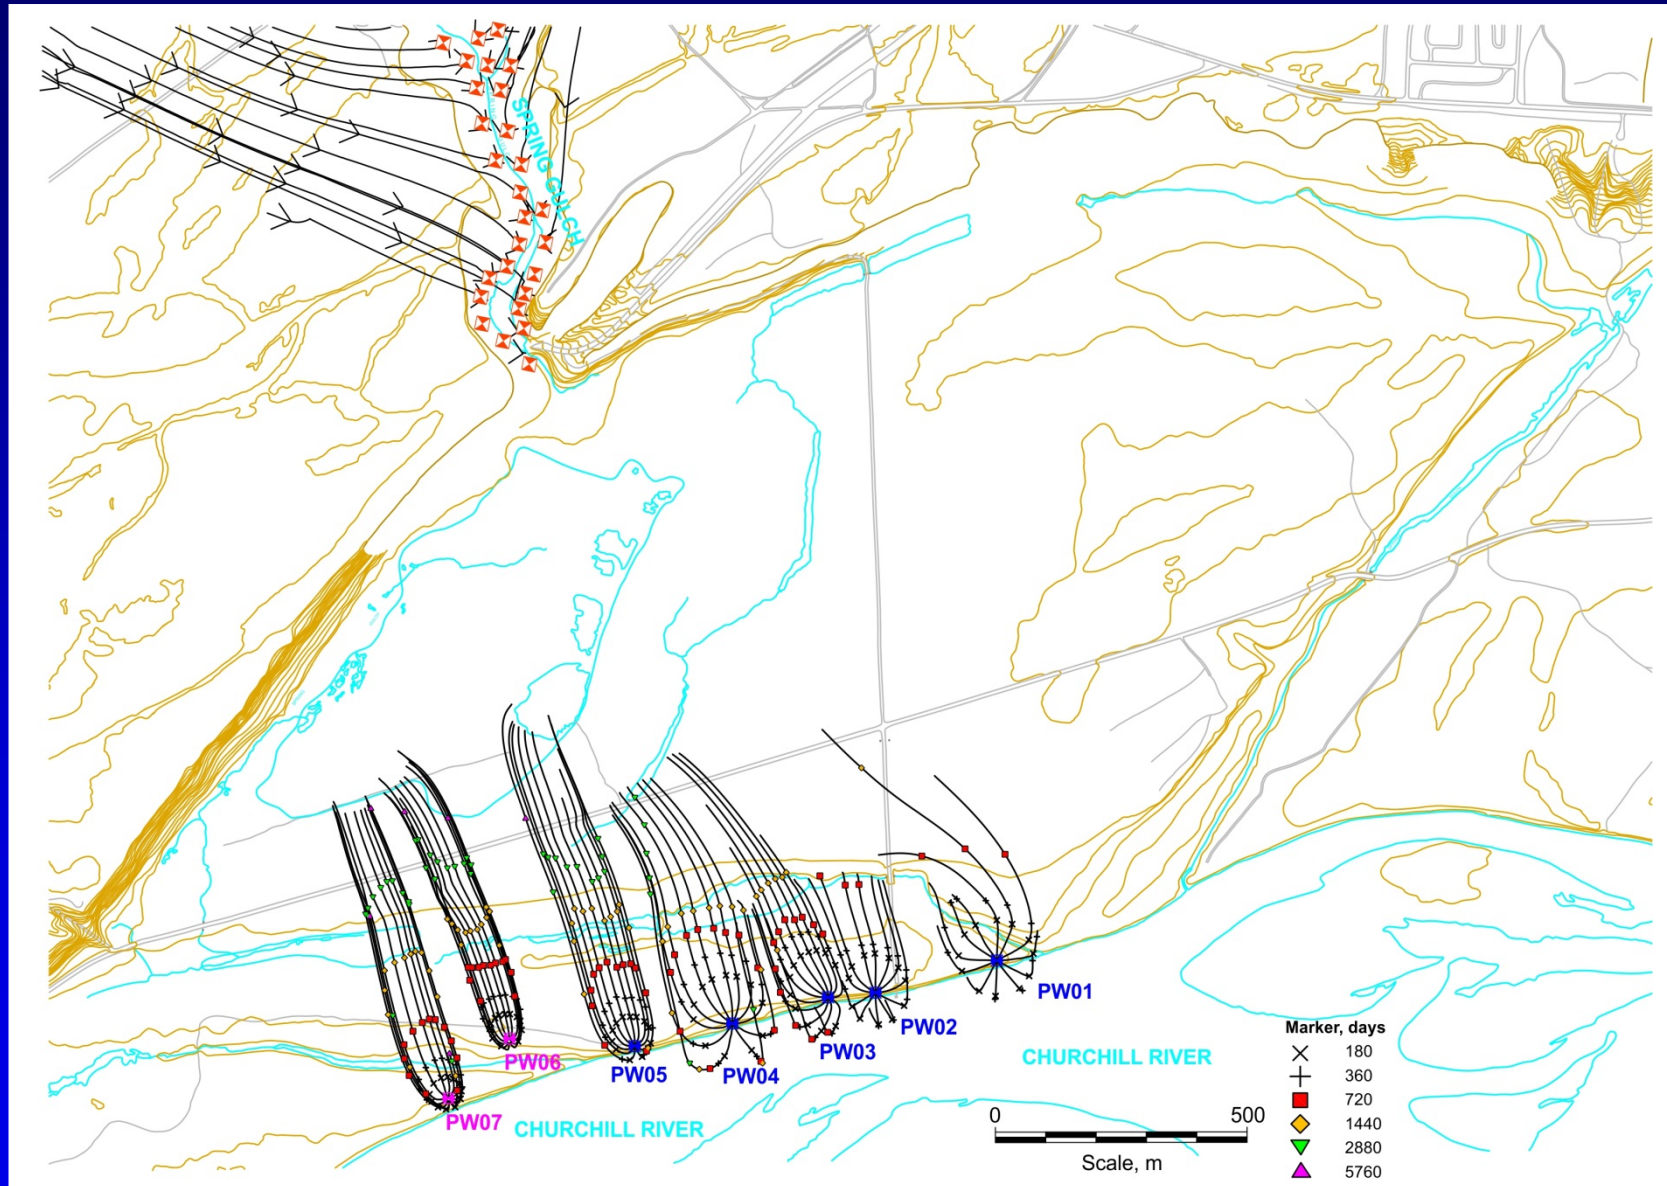 SPRING GULCH
PW01
PW02
PW03
PW04
PW05
PW06
PW07
CHURCHILL RIVER
CHURCHILL RIVER
0 500
Scale, m
Marker, days
180
360
720
1440
2880
5760